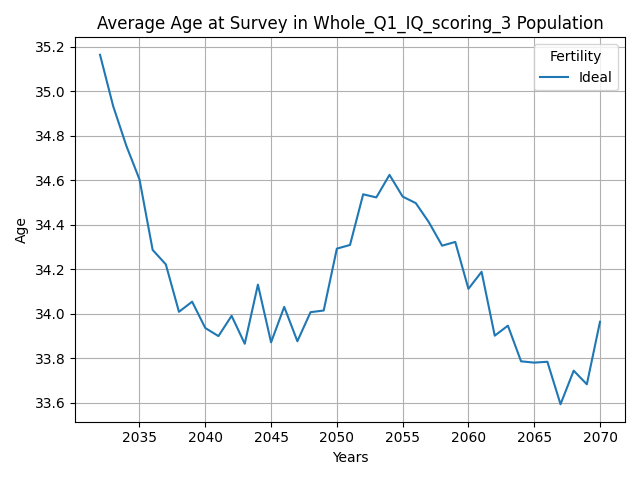 Average Age at Survey in Whole_Q1_IQ_scoring_3 Population
Fertility
Ideal
35.2
35.0
34.8
34.6
34.4
34.2
34.0
33.8
33.6
Age
2035 2040 2045 2050 2055 2060 2065 2070
Years